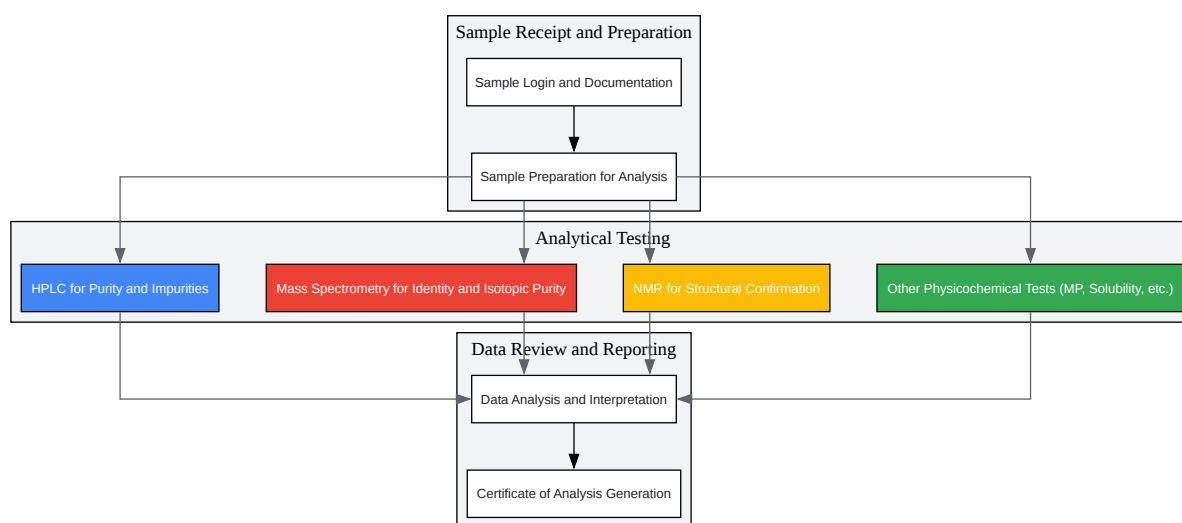 Sample Receipt and Preparation
Sample Login and Documentation
Sample Preparation for Analysis
Analytical Testing
HPLC for Purity and Impurities
Mass Spectrometry for Identity and Isotopic Purity
NMR for Structural Confirmation
Other Physicochemical Tests (MP, Solubility, etc.)
Data Review and Reporting
Data Analysis and Interpretation
Certificate of Analysis Generation